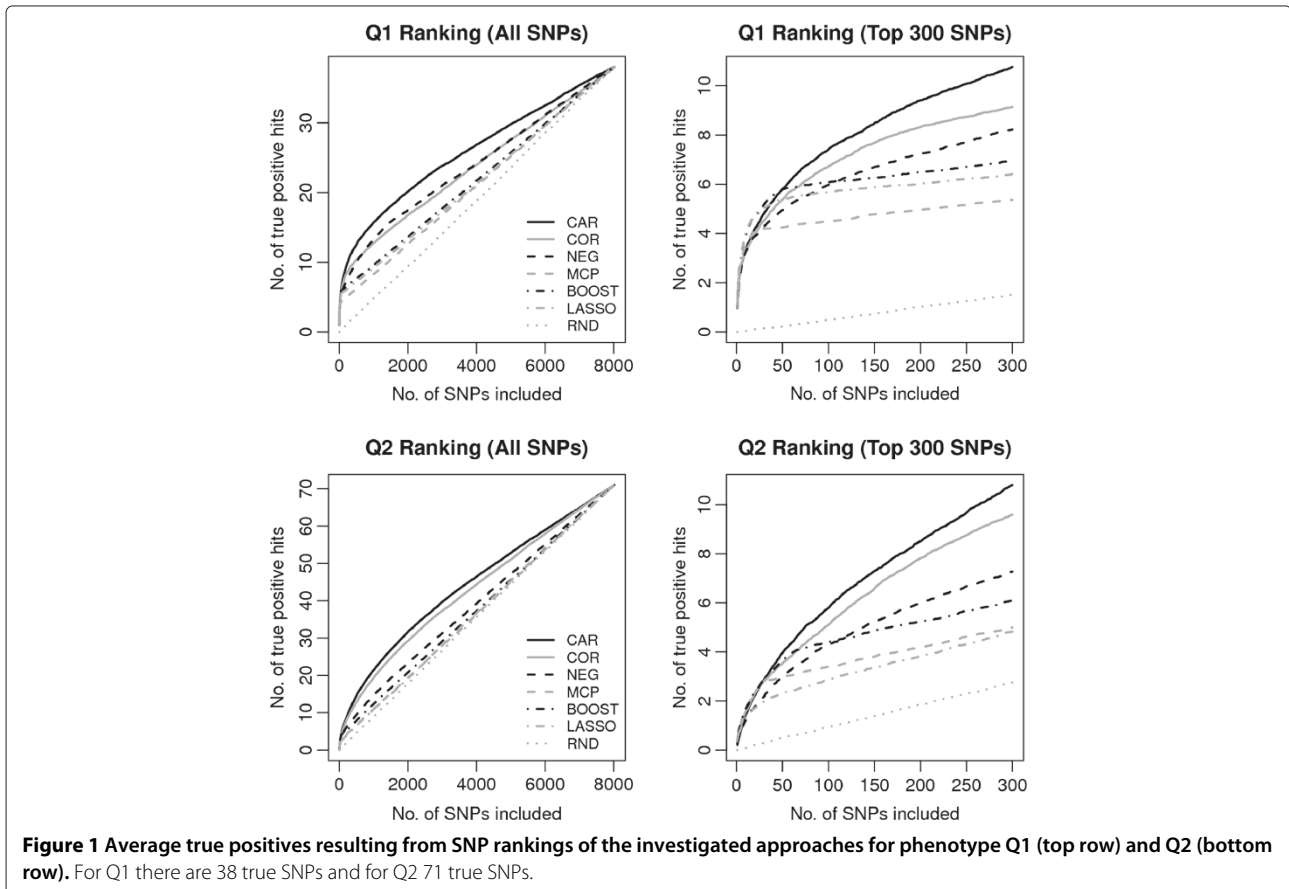 Q1 Ranking (All SNPs)
No. of true positive hits
0 10 20 30
CAR
COR
NEG
MCP
BOOST
LASSO
RND
0 2000 4000 6000 8000
No. of SNPs included
Q1 Ranking (Top 300 SNPs)
No. of true positive hits
0 2 4 6 8 10
0 50 100 150 200 250 300
No. of SNPs included
Q2 Ranking (All SNPs)
No. of true positive hits
0 10 20 30 40 50 60 70
CAR
COR
NEG
MCP
BOOST
LASSO
RND
0 2000 4000 6000 8000
No. of SNPs included
Q2 Ranking (Top 300 SNPs)
No. of true positive hits
0 2 4 6 8 10
0 50 100 150 200 250 300
No. of SNPs included
Figure 1 Average true positives resulting from SNP rankings of the investigated approaches for phenotype Q1 (top row) and Q2 (bottom
row). For Q1 there are 38 true SNPs and for Q2 71 true SNPs.